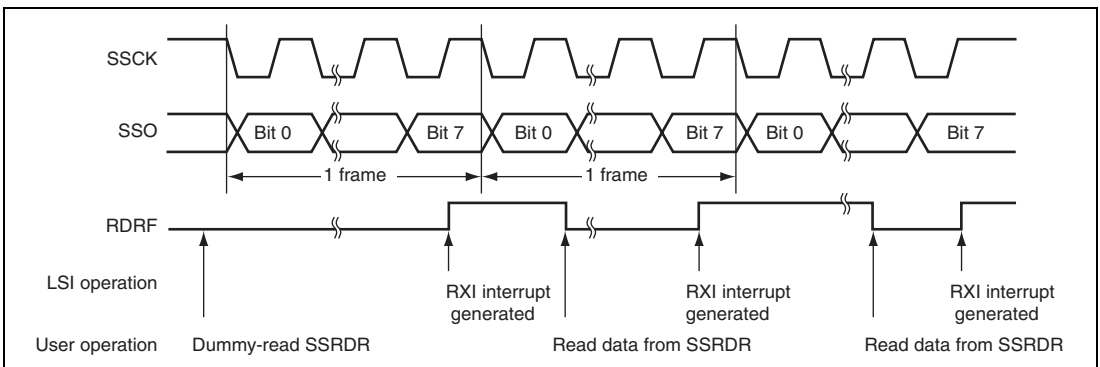 SSCK
SSO
Bit 0
Bit 7
Bit 0
Bit 7
Bit 0
Bit 7
1 frame
1 frame
RDRF
LSI operation
RXI interrupt
generated
RXI interrupt
generated
RXI interrupt
generated
User operation
Dummy-read SSRDR
Read data from SSRDR
Read data from SSRDR